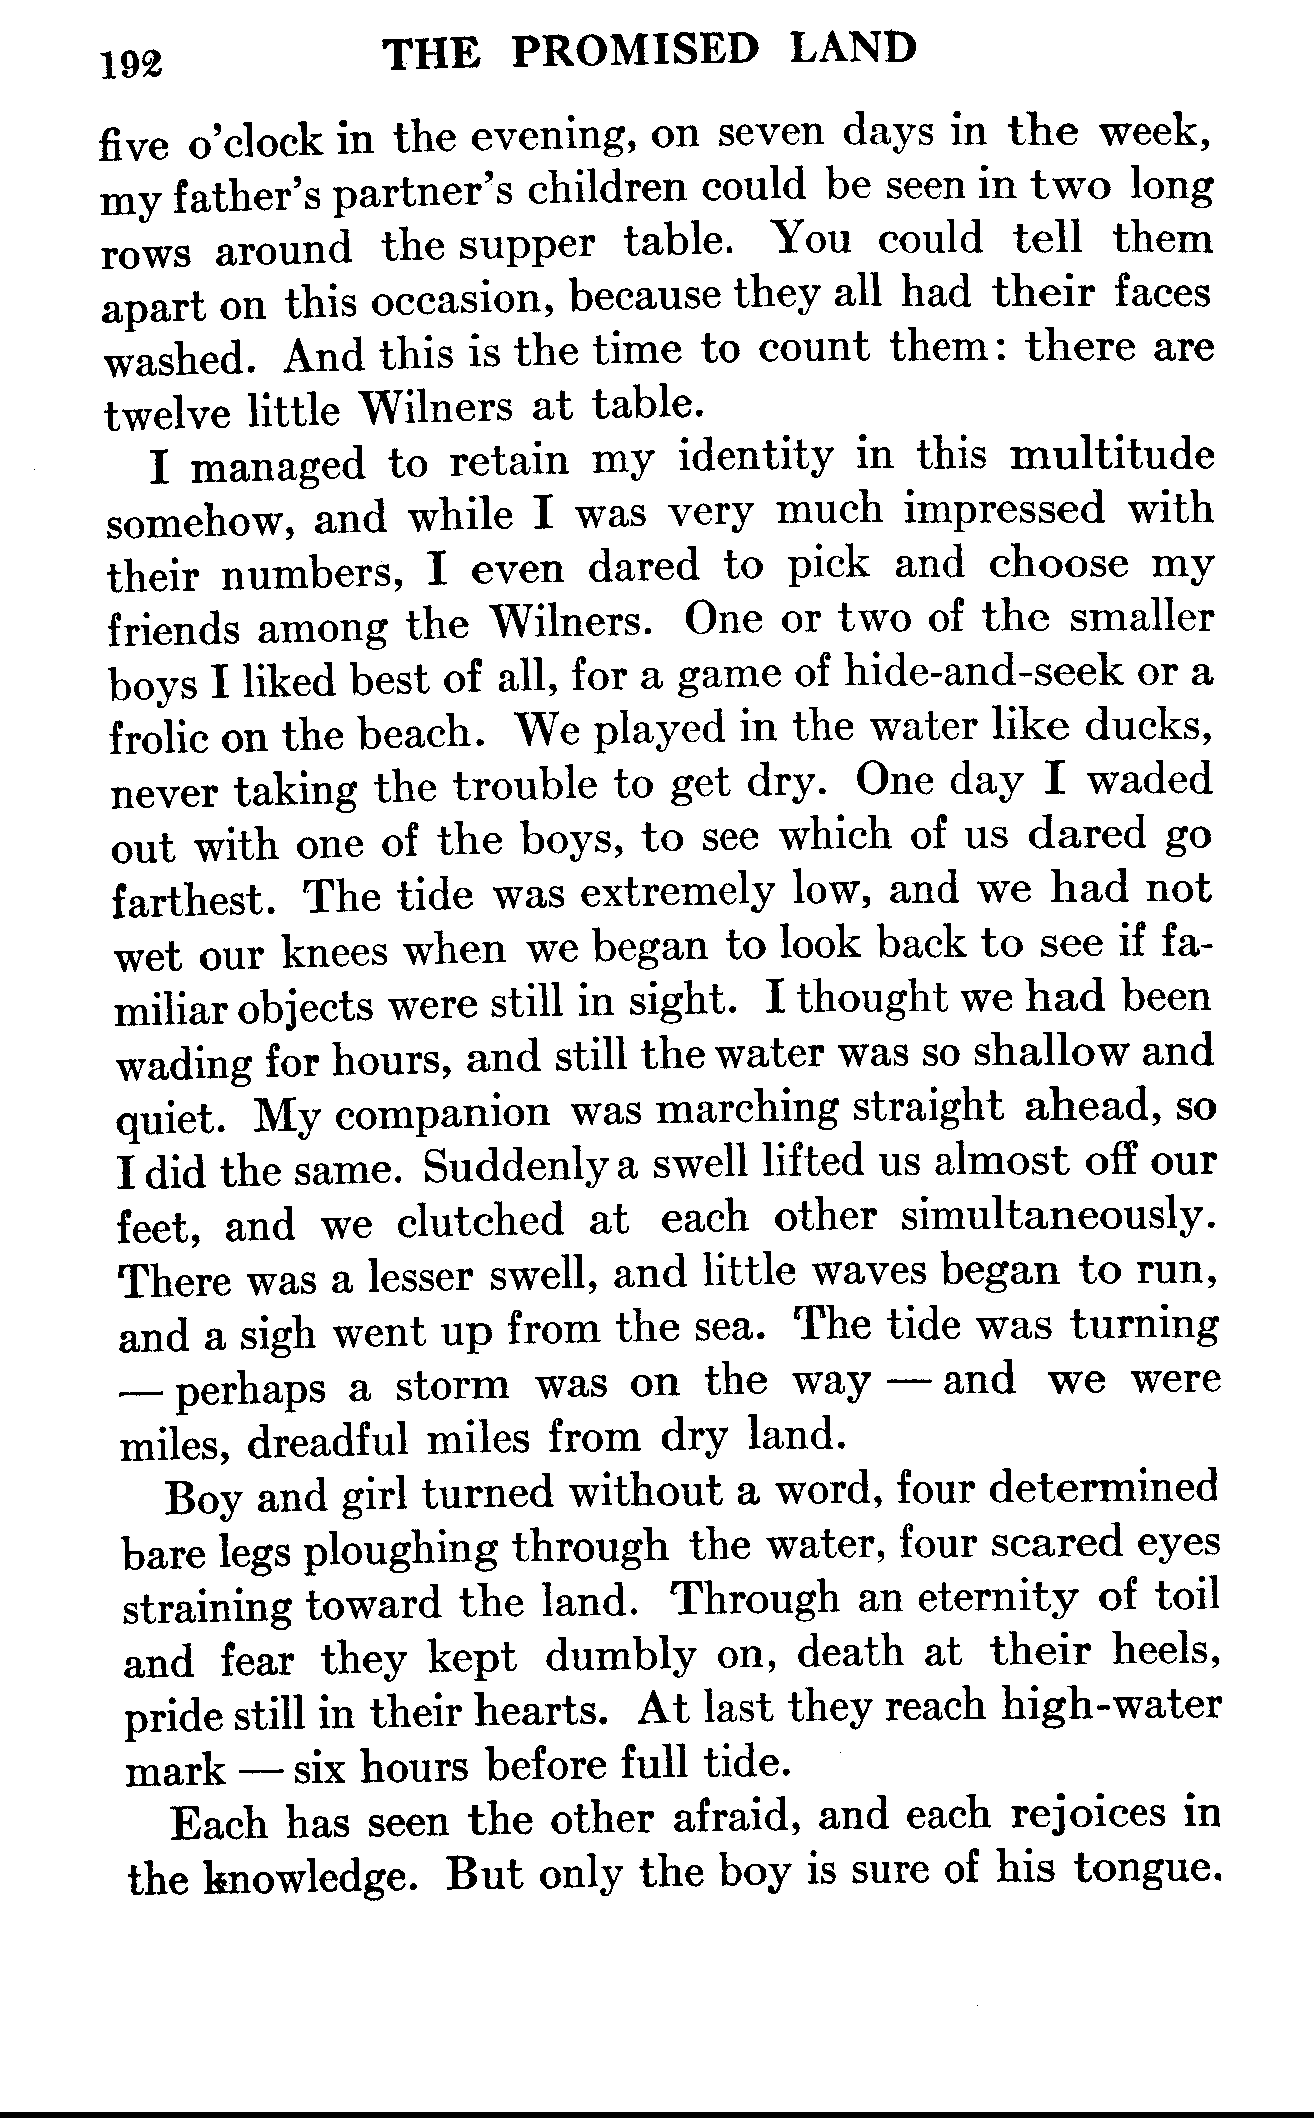 192 THE PROMISED LAND
five o'clock in the evening, on seven days in the week,
my father's partner's children could be seen in two long
rows around the supper table. You could tell them
apart on this occasion, because they all had their faces
washed. And this is the time to count them: there are
twelve little Wilners at table.
I managed to retain my identity in this multitude
somehow, and while I was very much impressed with
their numbers, I even dared to pick and choose my
friends among the Wilners. One or two of the smaller
boys I liked best of all, for a game of hide-and-seek or a
frolic on the beach. We played in the water like ducks,
never taking the trouble to get dry. One day I waded
out with one of the boys, to see which of us dared go
farthest. The tide was extremely low, and we had not
wet our knees when we began to look back to see if fa-
miliar objects were still in sight. I thought we had been
wading for hours, and still the water was so shallow and
quiet. My companion was marching straight ahead, so
I did the same. Suddenly a swell lifted us almost off our
feet, and we clutched at each other simultaneously.
There was a lesser swell, and little waves began to run,
and a sigh went up from the sea. The tide was turning
— perhaps a storm was on the way — and we were
miles, dreadful miles from dry land.
Boy and girl turned without a word, four determined
bare legs ploughing through the water, four scared eyes
straining toward the land. Through an eternity of toil
and fear they kept dumbly on, death at their heels,
pride still in their hearts. At last they reach high-water
mark — six hours before full tide.
Each has seen the other afraid, and each rejoices in
the knowledge. But only the boy is sure of his tongue.